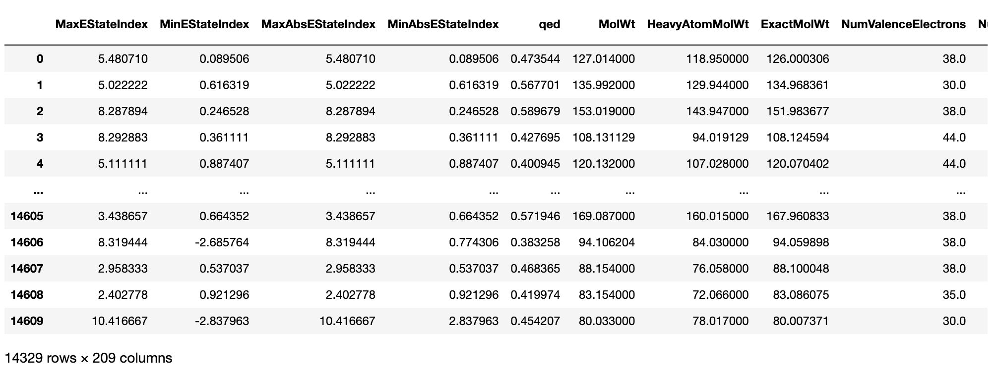 MaxEStateIndex MinEStateIndex MaxAbsEStateIndex MinAbsEStateIndex qed MolWt HeavyAtomMolWt ExactMolWt NumValenceElectrons
0 5.480710 0.089506 5.480710 0.089506 0.473544 127.014000 118.950000 126.000306 38.0
1 5.022222 0.616319 5.022222 0.616319 0.567701 135.992000 129.944000 134.968361 30.0
2 8.287894 0.246528 8.287894 0.246528 0.589679 153.019000 143.947000 151.983677 38.0
3 8.292883 0.361111 8.292883 0.361111 0.427695 108.131129 94.019129 108.124594 44.0
4 5.111111 0.887407 5.111111 0.887407 0.400945 120.132000 107.028000 120.070402 44.0
... ... ... ... ... ... ... ... ... ...
14605 3.438657 0.664352 3.438657 0.664352 0.571946 169.087000 160.015000 167.960833 38.0
14606 8.319444 -2.685764 8.319444 0.774306 0.383258 94.106204 84.030000 94.059898 38.0
14607 2.958333 0.537037 2.958333 0.537037 0.468365 88.154000 76.058000 88.100048 38.0
14608 2.402778 0.921296 2.402778 0.921296 0.419974 83.154000 72.066000 83.086075 35.0
14609 10.416667 -2.837963 10.416667 2.837963 0.454207 80.033000 78.017000 80.007371 30.0
14329 rows × 209 columns